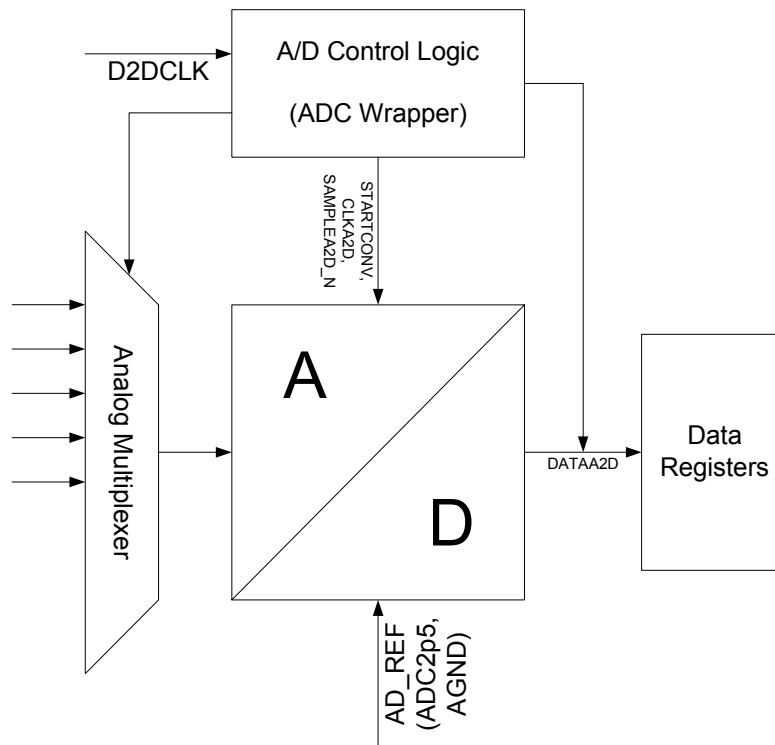 A/D Control Logic
(ADC Wrapper)
D2DCLK
STARTCONV,
CLKA2D,
SAMPLEA2D_N
Analog Multiplexer
A
D
DATAA2D
Data
Registers
AD_REF
(ADC2p5,
AGND)